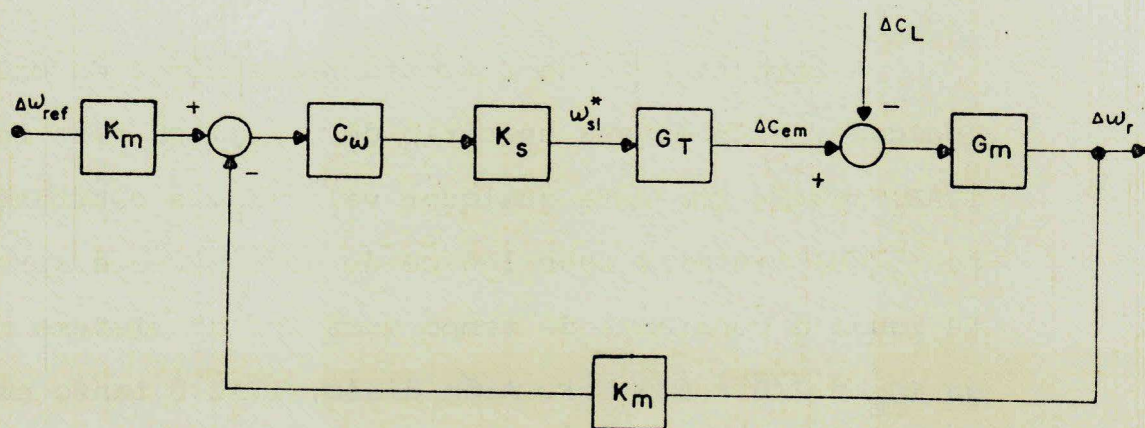 ΔC_L
Δω_ref
K_m
+
-
C_ω
K_s
ω*_sl
G_T
ΔC_em
+
-
G_m
Δω_r
K_m